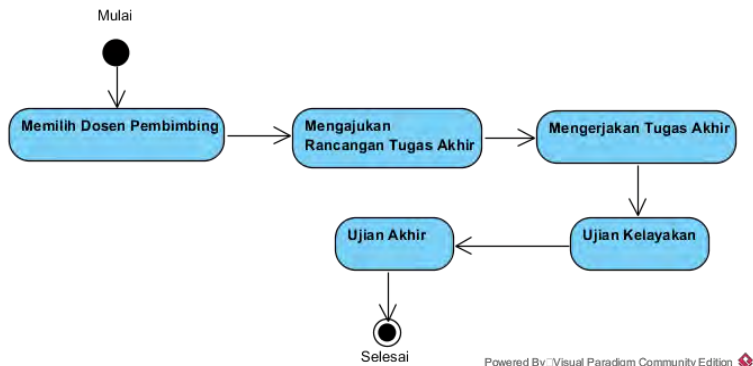 Mulai
Memilih Dosen Pembimbing
Mengajukan
Rancangan Tugas Akhir
Mengerjakan Tugas Akhir
Ujian Akhir
Ujian Kelayakan
Selesai
Powered By Visual Paradigm Community Edition